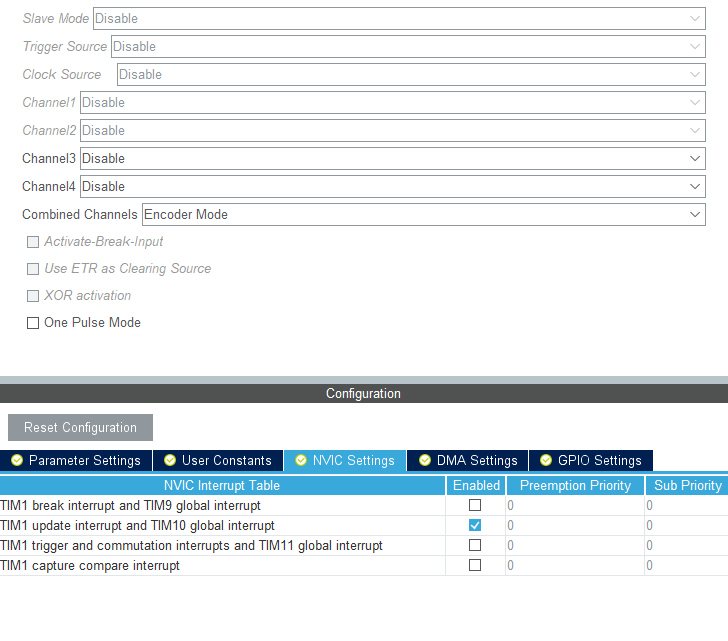 Slave Mode Disable
Trigger Source Disable
Clock Source Disable
Channel1 Disable
Channel2 Disable
Channel3 Disable
Channel4 Disable
Combined Channels Encoder Mode
Activate-Break-Input
Use ETR as Clearing Source
XOR activation
One Pulse Mode
Configuration
Reset Configuration
Parameter Settings User Constants NVIC Settings DMA Settings GPIO Settings
NVIC Interrupt Table Enabled Preemption Priority Sub Priority
TIM1 break interrupt and TIM9 global interrupt 0 0
TIM1 update interrupt and TIM10 global interrupt 0 0
TIM1 trigger and commutation interrupts and TIM11 global interrupt 0 0
TIM1 capture compare interrupt 0 0